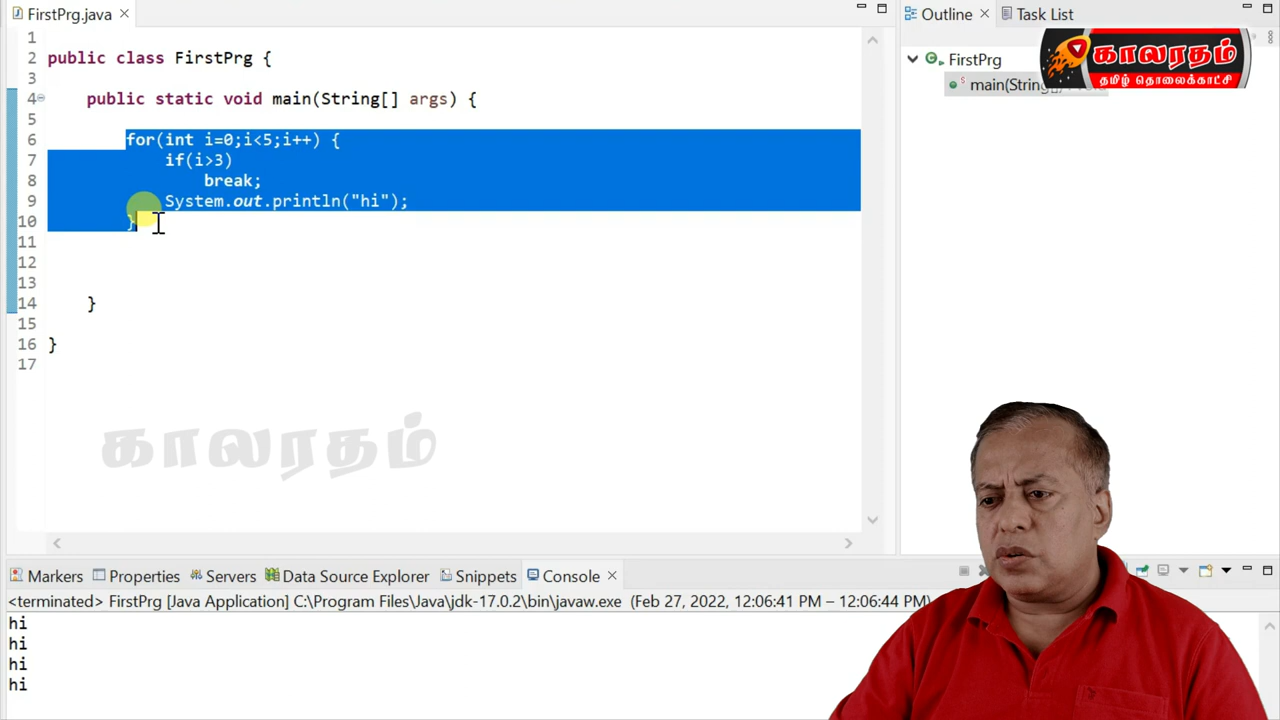 FirstPrg.java
Outline
Task List
1
2 public class FirstPrg {
3
4 public static void main(String[] args) {
5
6 for(int i=0;i<5;i++) {
7 if(i>3)
8 break;
9 System.out.println("hi");
10 }
11
12
13
14 }
15
16 }
17
FirstPrg
main(String[]
காலரதம்
தமிழ் தொலைக்காட்சி
காலரதம்
Markers Properties Servers Data Source Explorer Snippets Console
<terminated> FirstPrg [Java Application] C:\Program Files\Java\jdk-17.0.2\bin\javaw.exe (Feb 27, 2022, 12:06:41 PM – 12:06:44 PM)
hi
hi
hi
hi